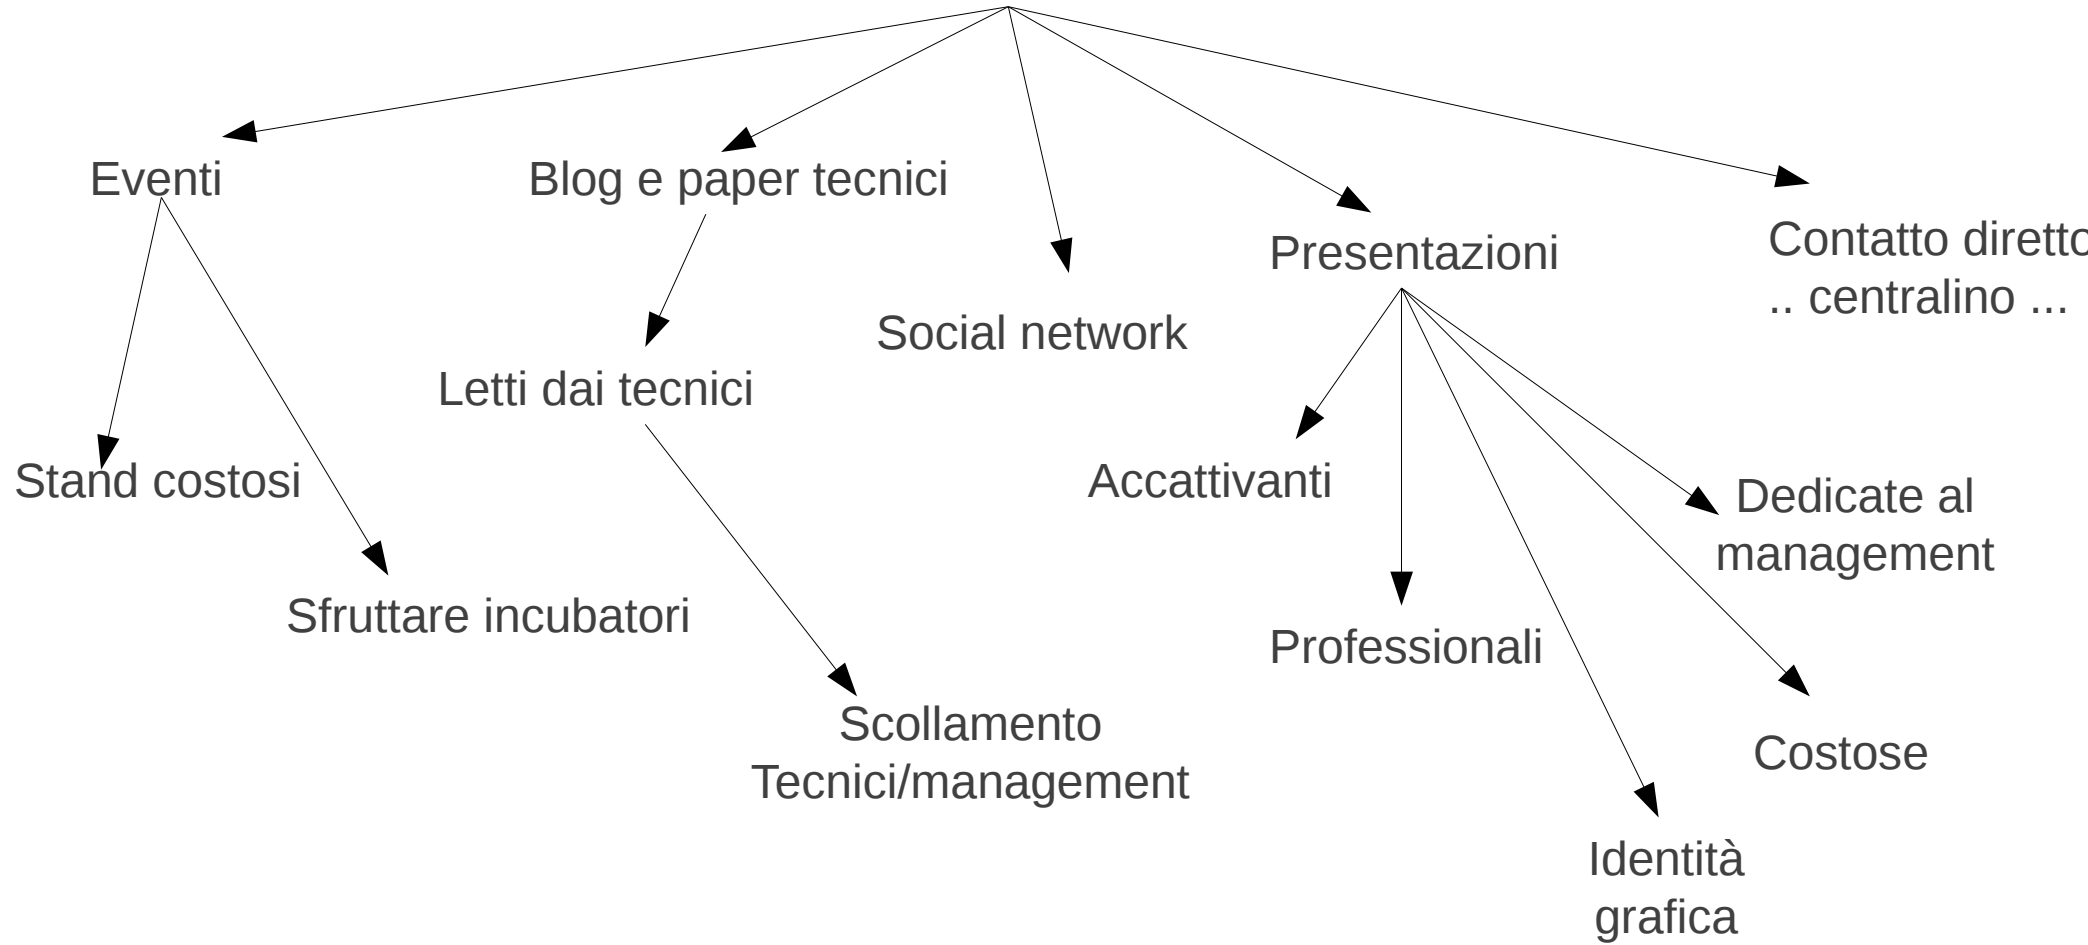 Eventi
Blog e paper tecnici
Contatto diretto
.. centralino ...
Presentazioni
Social network
Letti dai tecnici
Stand costosi
Accattivanti
Dedicate al
management
Sfruttare incubatori
Professionali
Scollamento
Tecnici/management
Costose
Identità
grafica